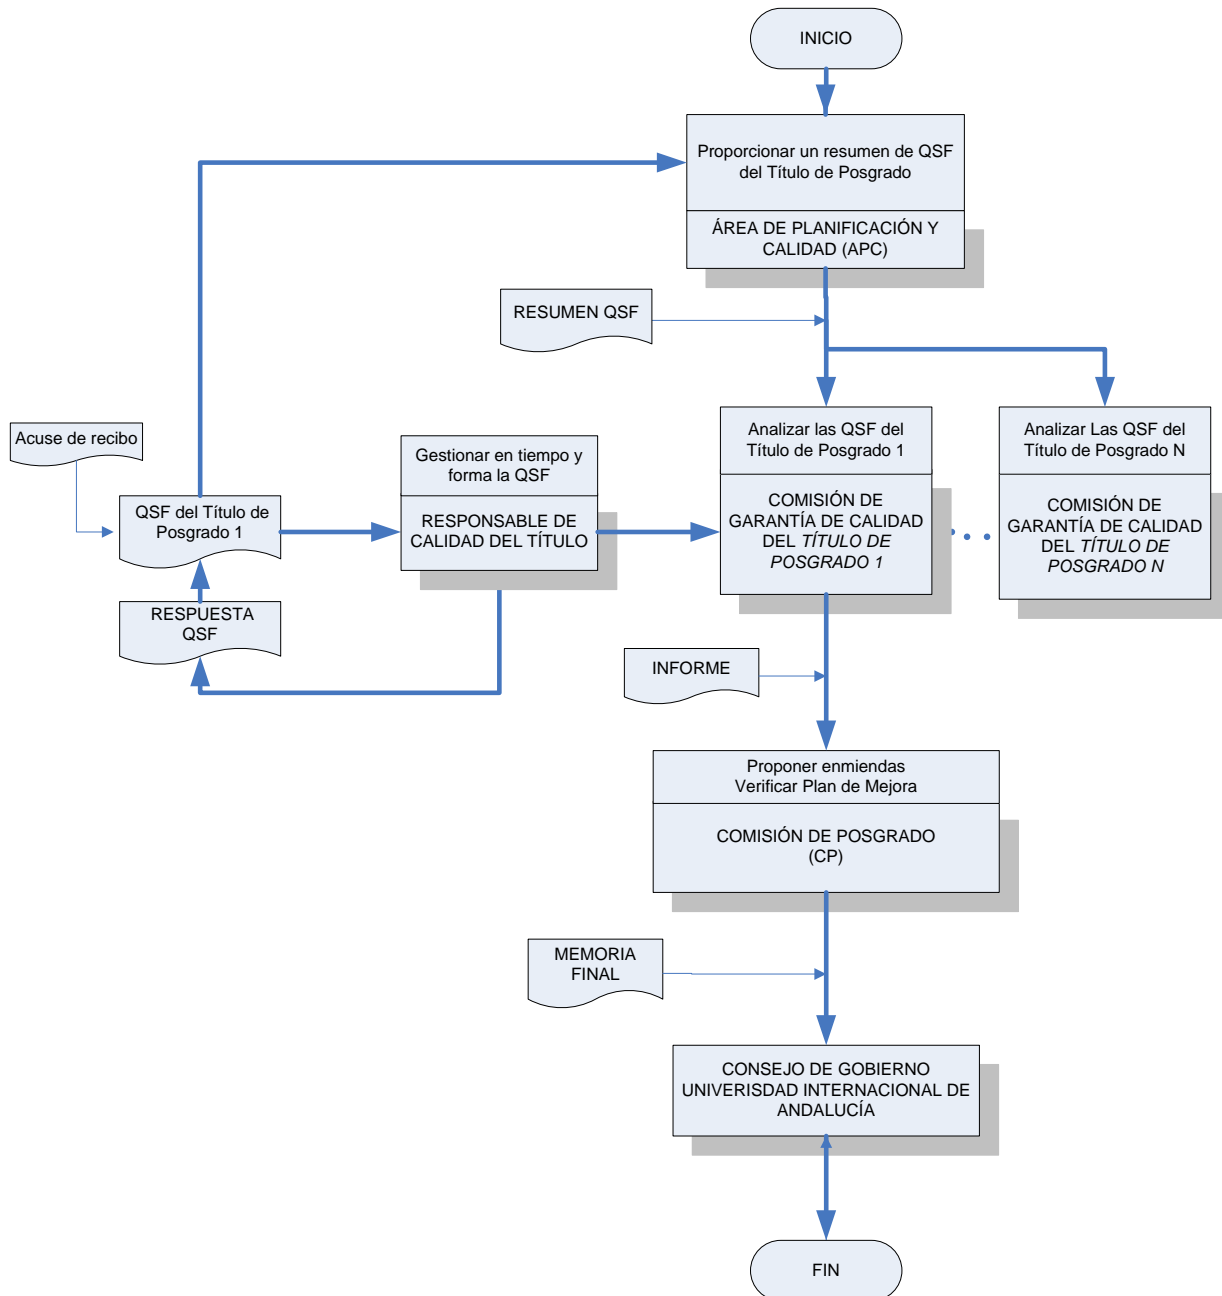 INICIO
Proporcionar un resumen de QSF
del Título de Posgrado
ÁREA DE PLANIFICACIÓN Y
CALIDAD (APC)
RESUMEN QSF
Acuse de recibo
QSF del Título de
Posgrado 1
RESPUESTA
QSF
Gestionar en tiempo y
forma la QSF
RESPONSABLE DE
CALIDAD DEL TÍTULO
Analizar las QSF del
Título de Posgrado 1
COMISIÓN DE
GARANTÍA DE CALIDAD
DEL TÍTULO DE
POSGRADO 1
Analizar Las QSF del
Título de Posgrado N
COMISIÓN DE
GARANTÍA DE CALIDAD
DEL TÍTULO DE
POSGRADO N
INFORME
Proponer enmiendas
Verificar Plan de Mejora
COMISIÓN DE POSGRADO
(CP)
MEMORIA
FINAL
CONSEJO DE GOBIERNO
UNIVERISDAD INTERNACIONAL DE
ANDALUCÍA
FIN